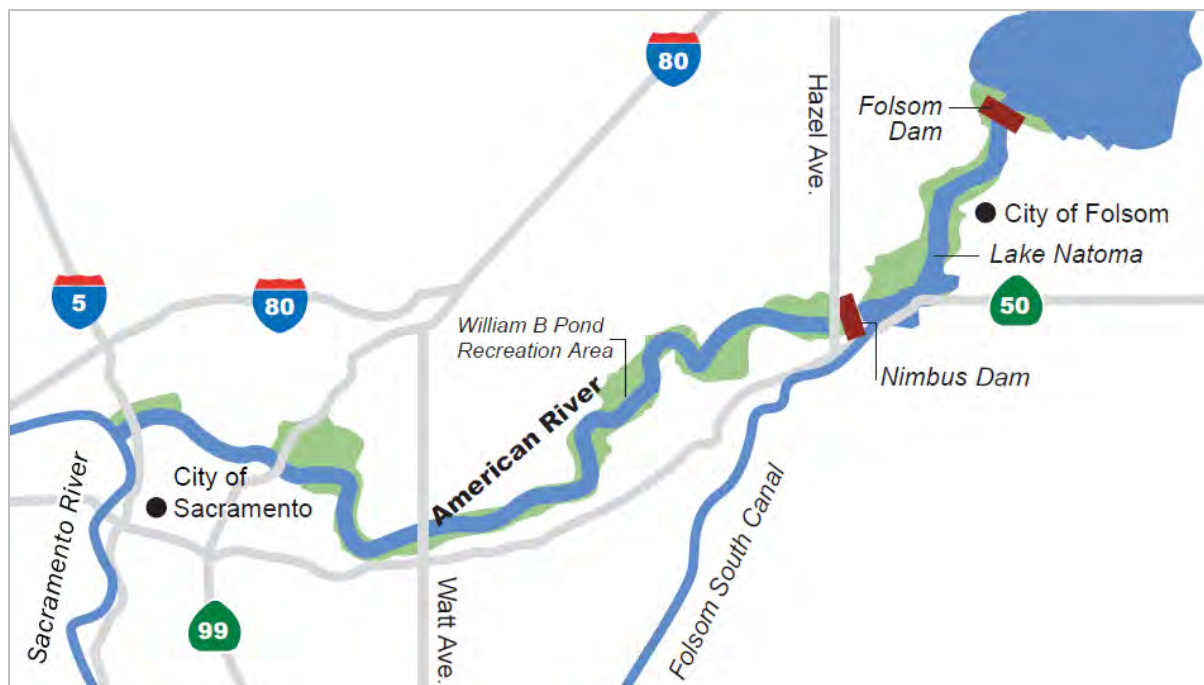 80
Hazel Ave.
Folsom
Dam
City of Folsom
Lake Natoma
5
80
50
William B Pond
Recreation Area
Nimbus Dam
American River
City of
Sacramento
Sacramento River
Folsom South Canal
Watt Ave.
99